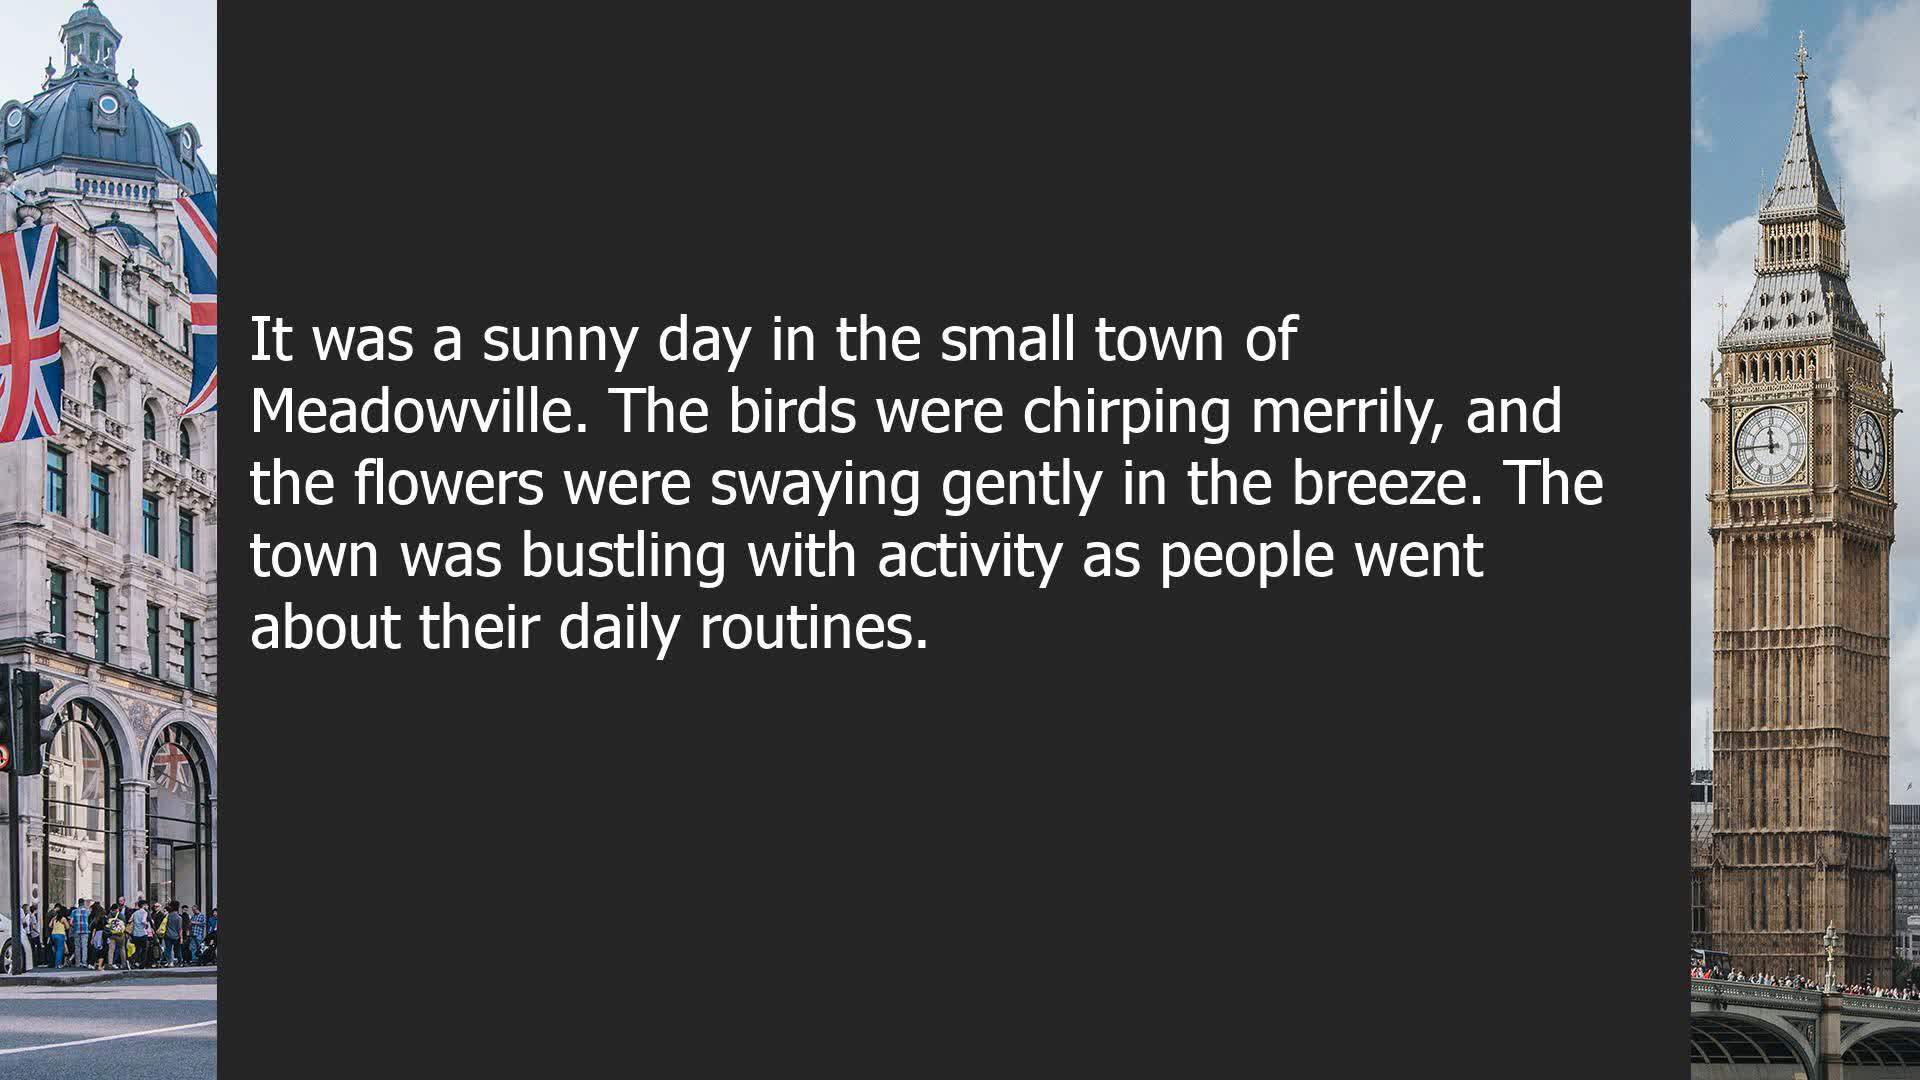 It was a sunny day in the small town of
Meadowville. The birds were chirping merrily, and
the flowers were swaying gently in the breeze. The
town was bustling with activity as people went
about their daily routines.